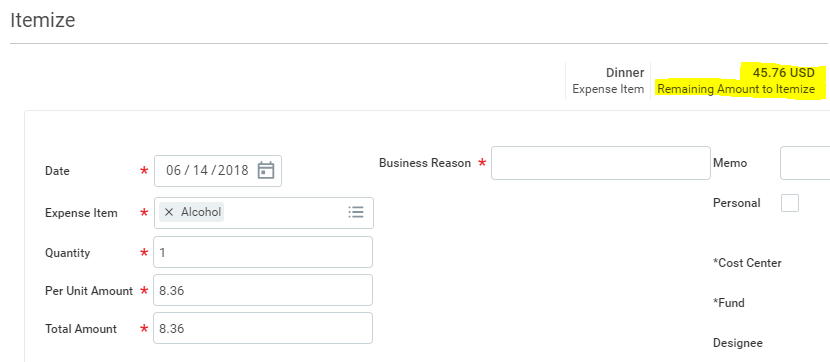 Itemize
Dinner 45.76 USD
Expense Item Remaining Amount to Itemize
Date * 06 / 14 / 2018
Business Reason *
Memo
Expense Item * × Alcohol
Personal
Quantity * 1
*Cost Center
Per Unit Amount * 8.36
*Fund
Total Amount * 8.36
Designee